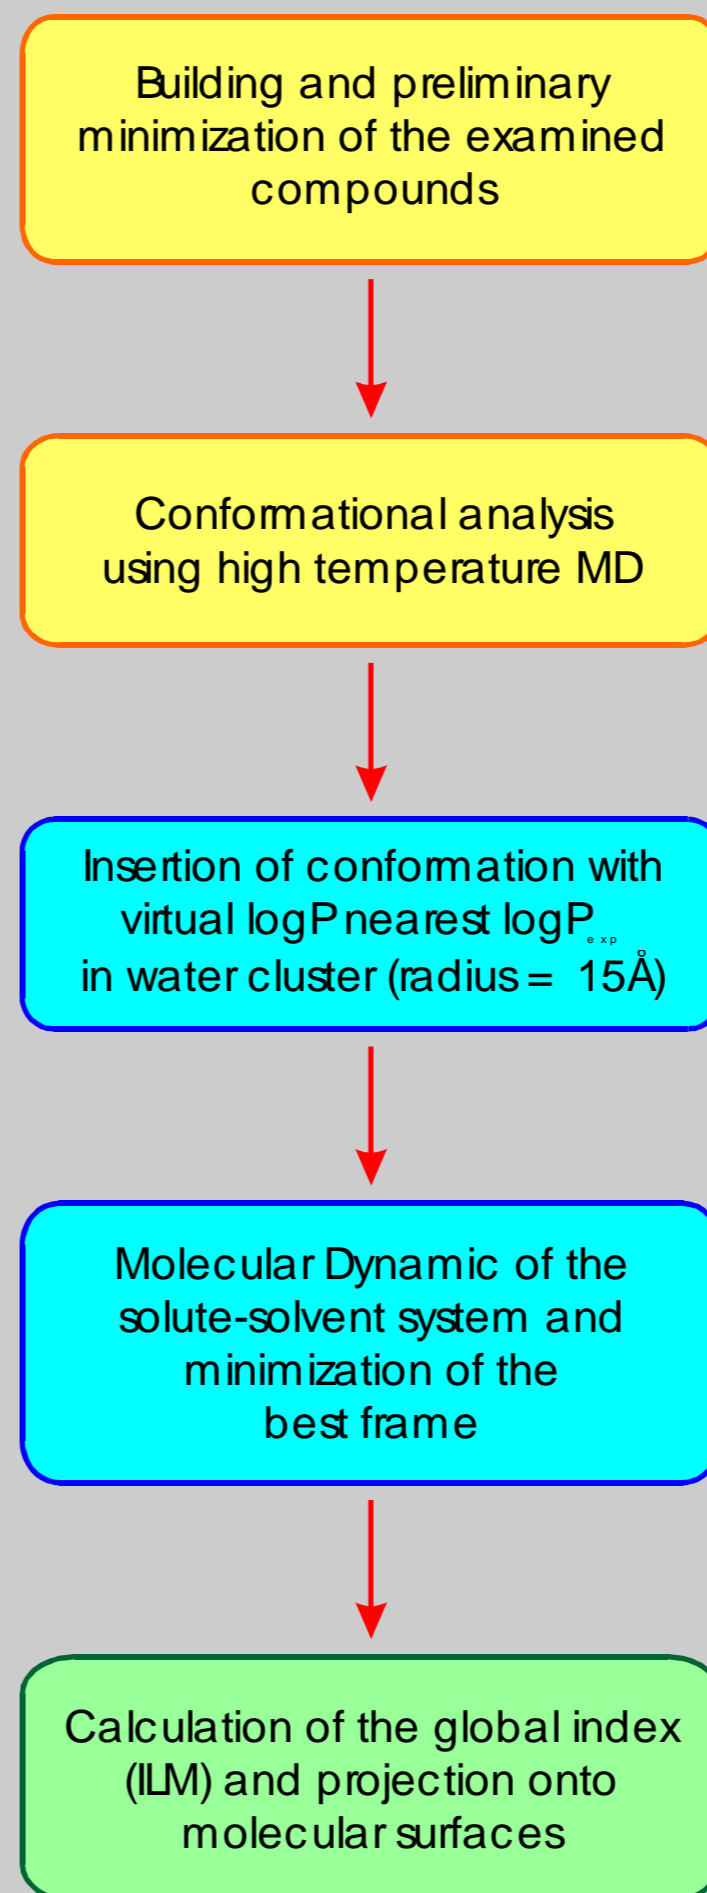 Building and preliminary
minimization of the examined
compounds
Conformational analysis
using high temperature MD
Insertion of conformation with
virtual logP nearest logPexp
in water cluster (radius = 15Å)
Molecular Dynamic of the
solute-solvent system and
minimization of the
best frame
Calculation of the global index
(ILM) and projection onto
molecular surfaces